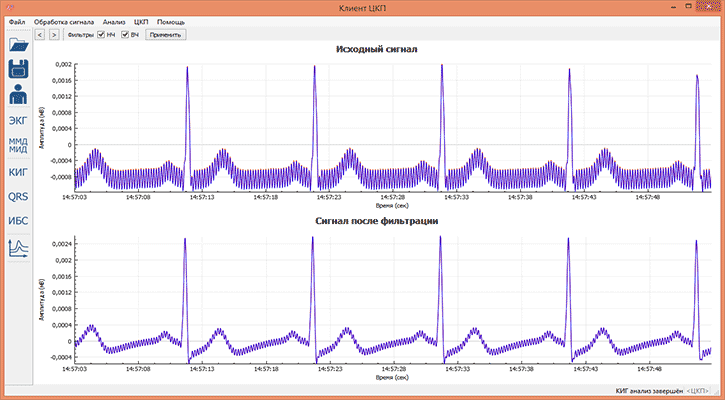 Клиент ЦКП
Файл Обработка сигнала Анализ ЦКП Помощь
< > Фильтры НЧ ВЧ Применить
ЭКГ
ММД
МИД
КИГ
QRS
ИБС
Исходный сигнал
Амплитуда (мВ)
0,002
0,0016
0,0012
0,0008
0,0004
0
-0,0004
-0,0008
14:57:03 14:57:08 14:57:13 14:57:18 14:57:23 14:57:28 14:57:33 14:57:38 14:57:43 14:57:48
Время (сек)
Сигнал после фильтрации
Амплитуда (мВ)
0,0024
0,002
0,0016
0,0012
0,0008
0,0004
0
-0,0004
14:57:03 14:57:08 14:57:13 14:57:18 14:57:23 14:57:28 14:57:33 14:57:38 14:57:43 14:57:48
Время (сек)
КИГ анализ завершён <ЦКП>